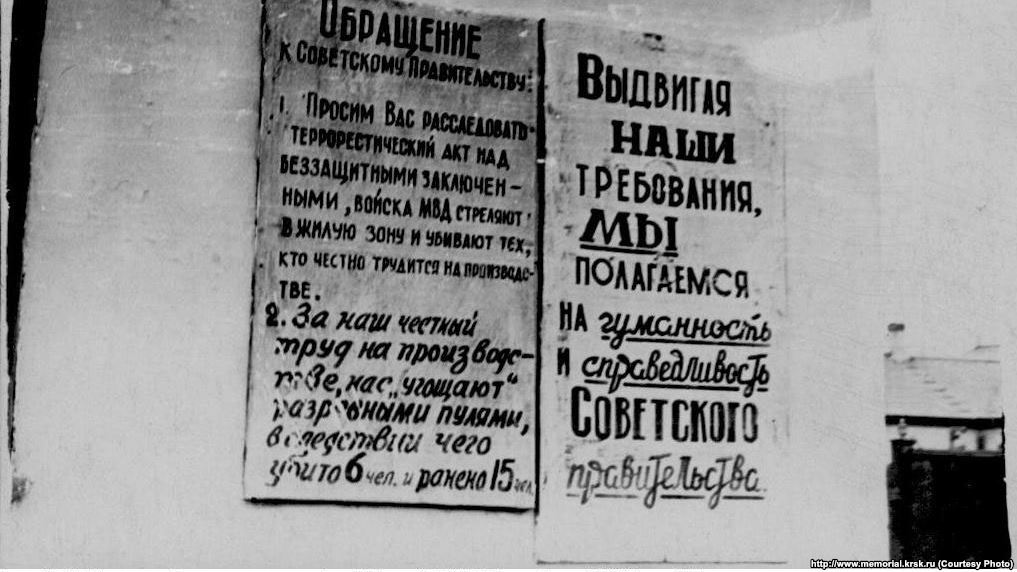 ОБРАЩЕНИЕ
К СОВЕТСКОМУ ПРАВИТЕЛЬСТВУ:
1. ПРОСИМ ВАС РАССЛЕДОВАТЬ
ТЕРРОРЕСТИЧЕСКИЙ АКТ НАД
БЕЗЗАЩИТНЫМИ ЗАКЛЮЧЕН-
НЫМИ, ВОЙСКА МВД СТРЕЛЯЮТ
В ЖИЛУЮ ЗОНУ И УБИВАЮТ ТЕХ,
КТО ЧЕСТНО ТРУДИТСЯ НА ПРОИЗВОДС-
ТВЕ.
2. За наш честный
труд на производс-
тве, нас "угощают"
разрывными пулями,
вследствии чего
убито 6 чел. и ранено 15 чел.
ВЫДВИГАЯ
НАШИ
ТРЕБОВАНИЯ,
МЫ
ПОЛАГАЕМСЯ
НА гуманность
И справедливость
СОВЕТСКОГО
правительства.
http://www.memorial.krsk.ru (Courtesy Photo)